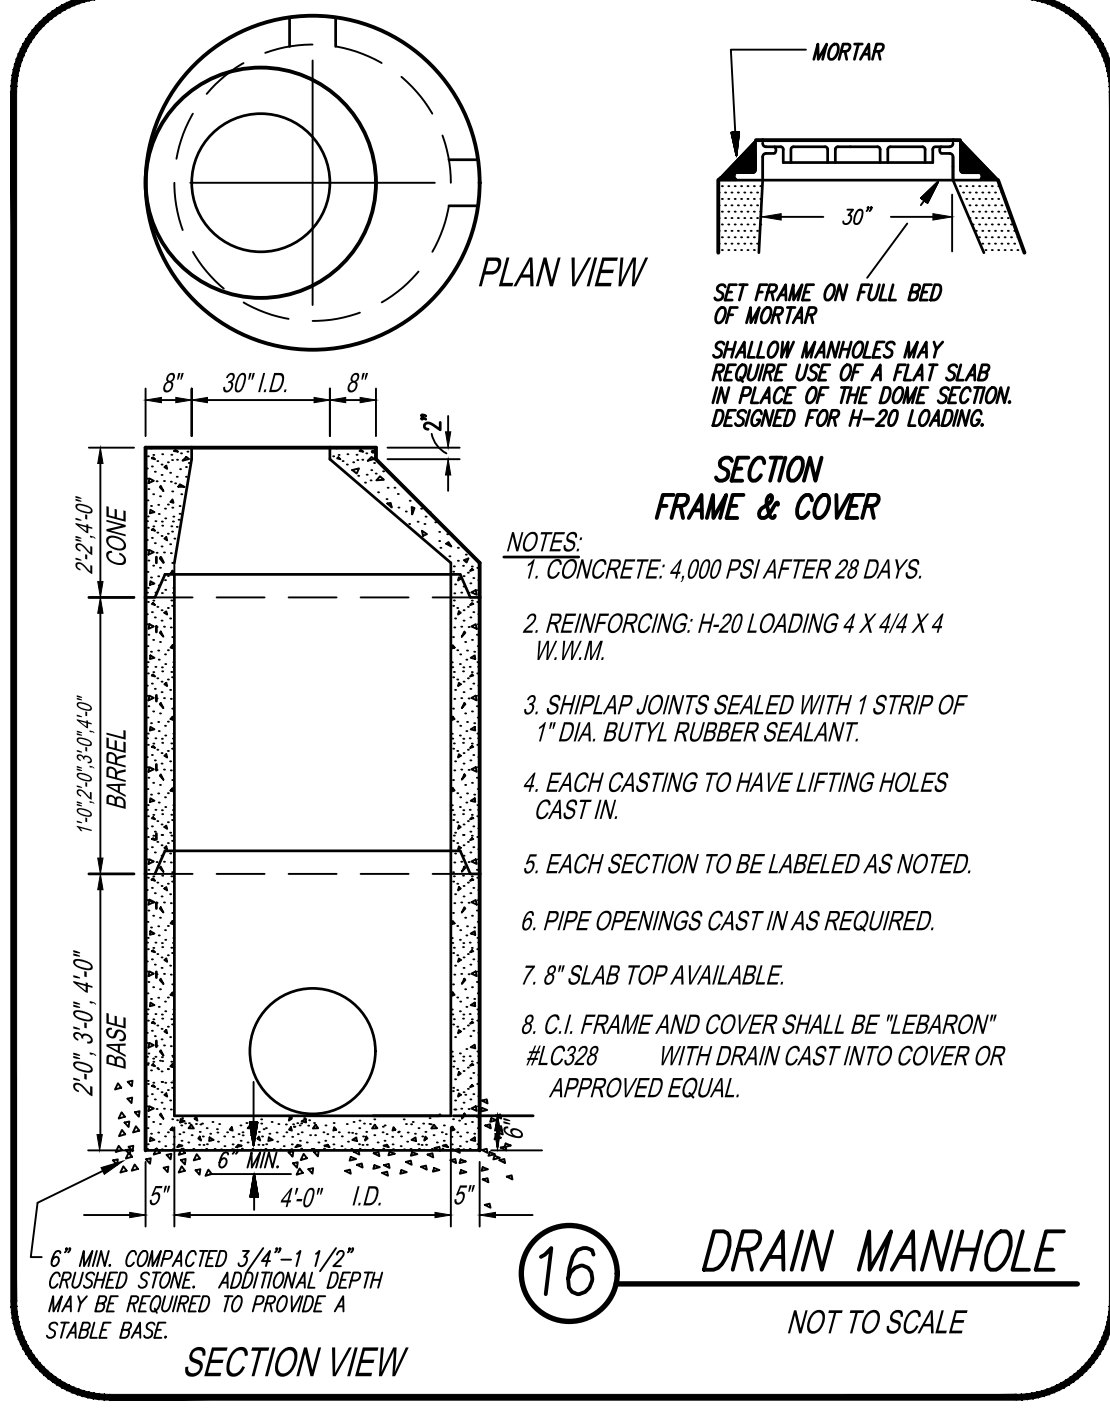 MORTAR
30"
PLAN VIEW
SET FRAME ON FULL BED
OF MORTAR
SHALLOW MANHOLES MAY
REQUIRE USE OF A FLAT SLAB
IN PLACE OF THE DOME SECTION.
DESIGNED FOR H-20 LOADING.
SECTION
FRAME & COVER
8" 30" I.D. 8"
2"
2'-2",4'-0"
CONE
1'-0",2'-0",3'-0",4'-0"
BARREL
2'-0", 3'-0", 4'-0"
BASE
6"
6" MIN.
5" 4'-0" I.D. 5"
6" MIN. COMPACTED 3/4"-1 1/2"
CRUSHED STONE. ADDITIONAL DEPTH
MAY BE REQUIRED TO PROVIDE A
STABLE BASE.
SECTION VIEW
NOTES:
1. CONCRETE: 4,000 PSI AFTER 28 DAYS.
2. REINFORCING: H-20 LOADING 4 X 4/4 X 4
W.W.M.
3. SHIPLAP JOINTS SEALED WITH 1 STRIP OF
1" DIA. BUTYL RUBBER SEALANT.
4. EACH CASTING TO HAVE LIFTING HOLES
CAST IN.
5. EACH SECTION TO BE LABELED AS NOTED.
6. PIPE OPENINGS CAST IN AS REQUIRED.
7. 8" SLAB TOP AVAILABLE.
8. C.I. FRAME AND COVER SHALL BE "LEBARON"
#LC328 WITH DRAIN CAST INTO COVER OR
APPROVED EQUAL.
16
DRAIN MANHOLE
NOT TO SCALE